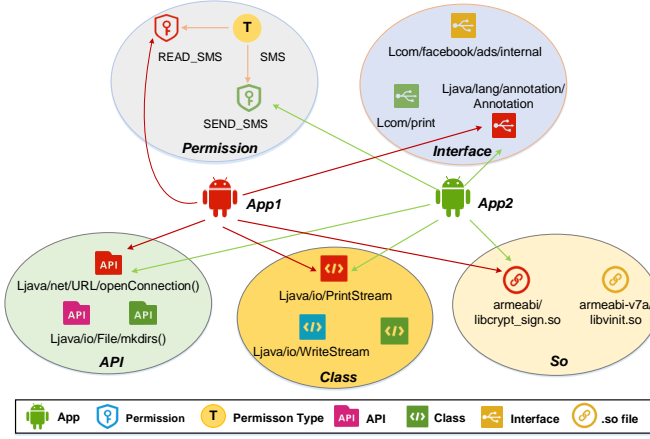 T
READ_SMS
SMS
SEND_SMS
Permission
Lcom/facebook/ads/internal
Ljava/lang/annotation/
Annotation
Lcom/print
Interface
App1
App2
API
Ljava/net/URL/openConnection()
API
API
Ljava/io/File/mkdirs()
API
Ljava/io/PrintStream
Ljava/io/WriteStream
Class
armeabi/
libcrypt_sign.so
armeabi-v7a/
libvinit.so
So
App
Permission
T
Permisson Type
API
API
Class
Interface
.so file